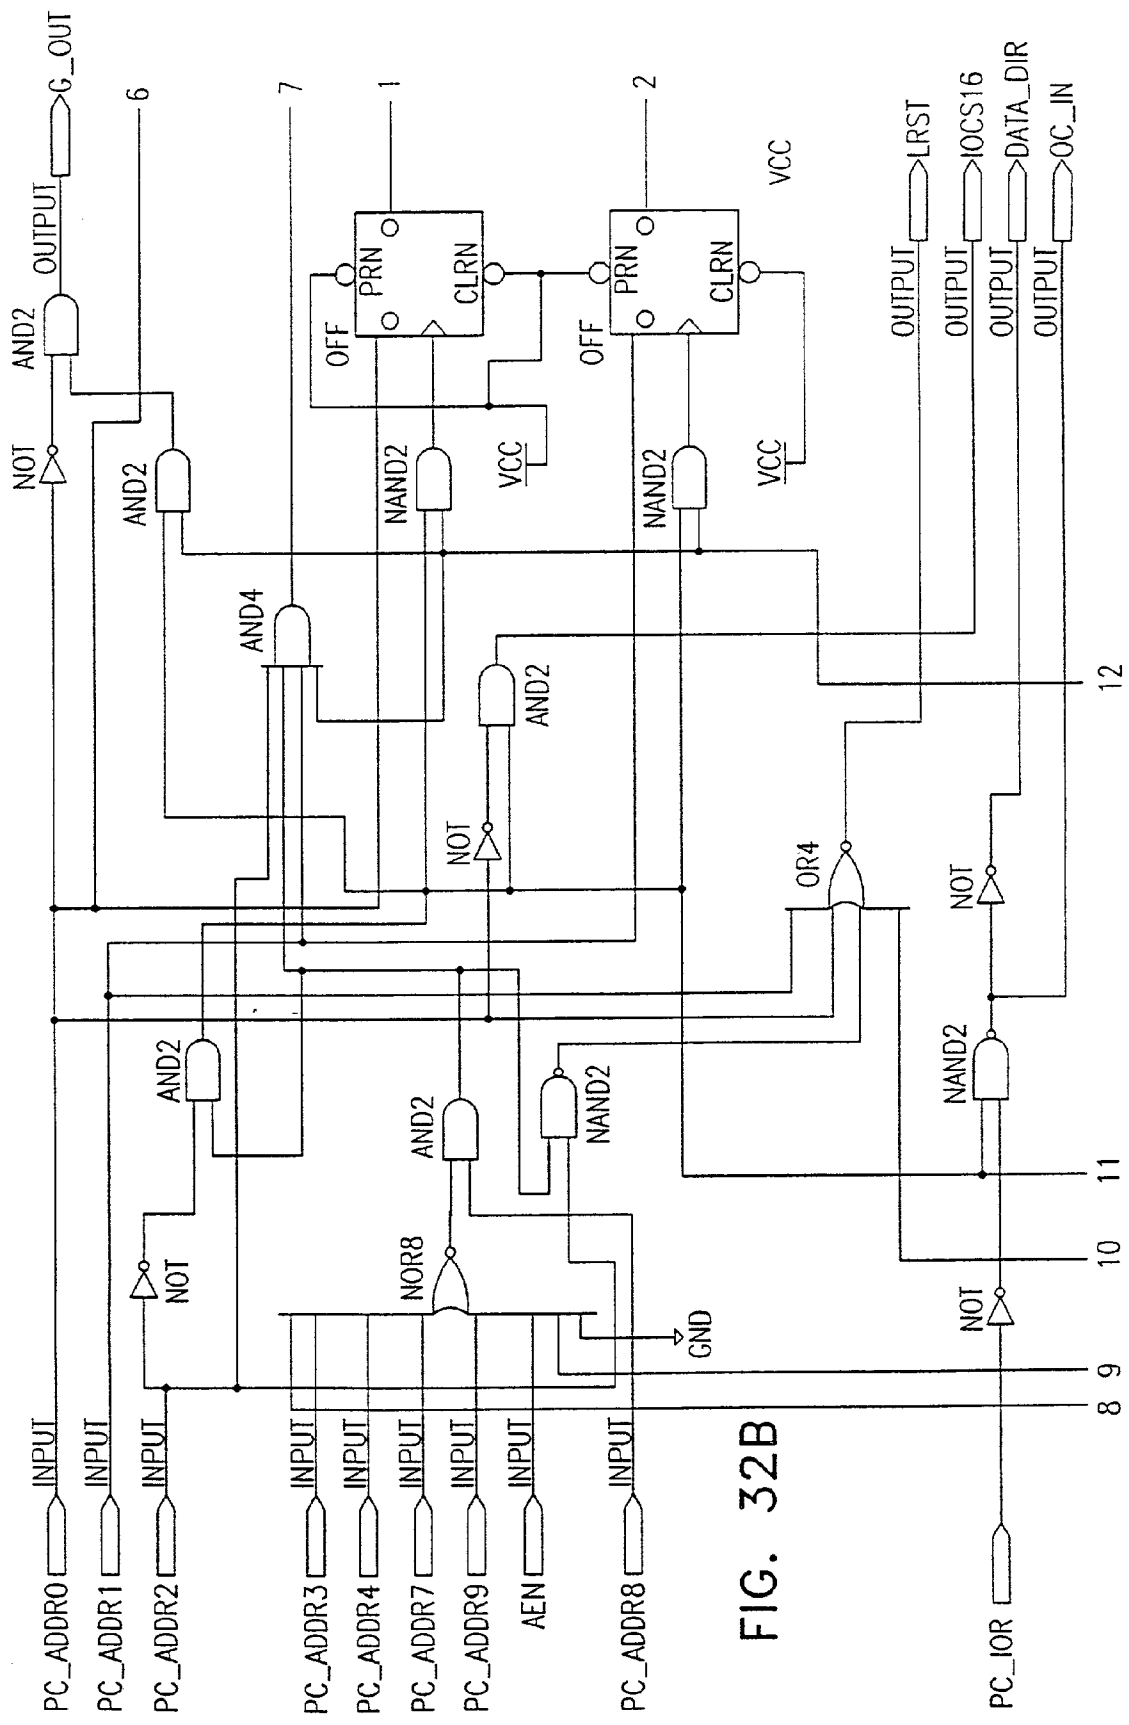 PC_ADDR0 INPUT
PC_ADDR1 INPUT
PC_ADDR2 INPUT
PC_ADDR3 INPUT
PC_ADDR4 INPUT
PC_ADDR7 INPUT
PC_ADDR9 INPUT
AEN INPUT
PC_ADDR8 INPUT
PC_IOR
NOT
AND2
NOR8
AND2
NAND2
GND
NOT
NAND2
NOT
OR4
NOT
AND2
AND4
NOT
AND2
AND2
OUTPUT
G_OUT
6
7
NAND2
OFF
PRN
CLRN
1
VCC
NAND2
OFF
PRN
CLRN
2
VCC
VCC
OUTPUT LRST
OUTPUT IOCS16
OUTPUT DATA_DIR
OUTPUT OC_IN
8
9
10
11
12
FIG. 32B